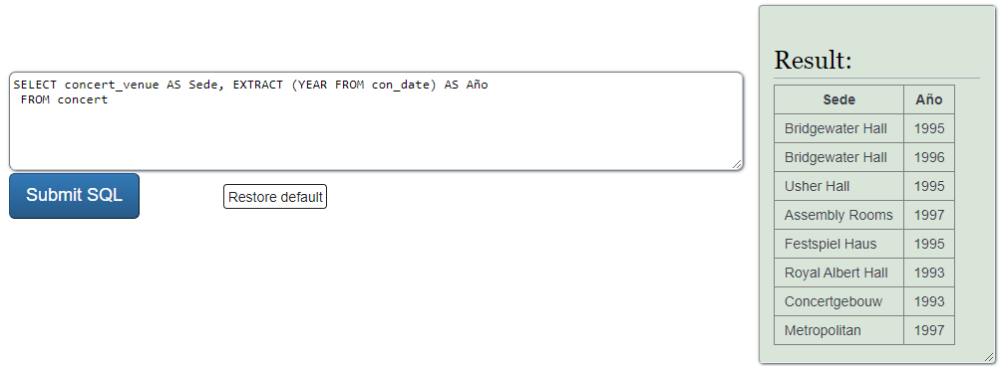 SELECT concert_venue AS Sede, EXTRACT (YEAR FROM con_date) AS Año
FROM concert
Submit SQL
Restore default
Result:
Sede Año
Bridgewater Hall 1995
Bridgewater Hall 1996
Usher Hall 1995
Assembly Rooms 1997
Festspiel Haus 1995
Royal Albert Hall 1993
Concertgebouw 1993
Metropolitan 1997